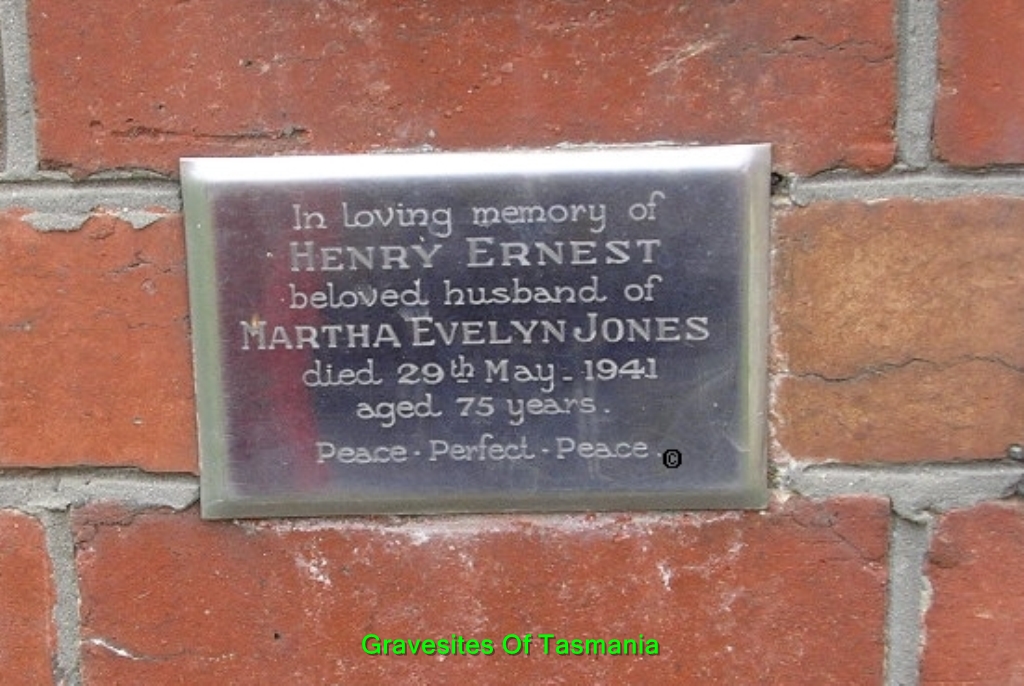 In loving memory of
HENRY ERNEST
beloved husband of
MARTHA EVELYN JONES
died 29th May - 1941
aged 75 years.
Peace · Perfect · Peace.
©
Gravesites Of Tasmania